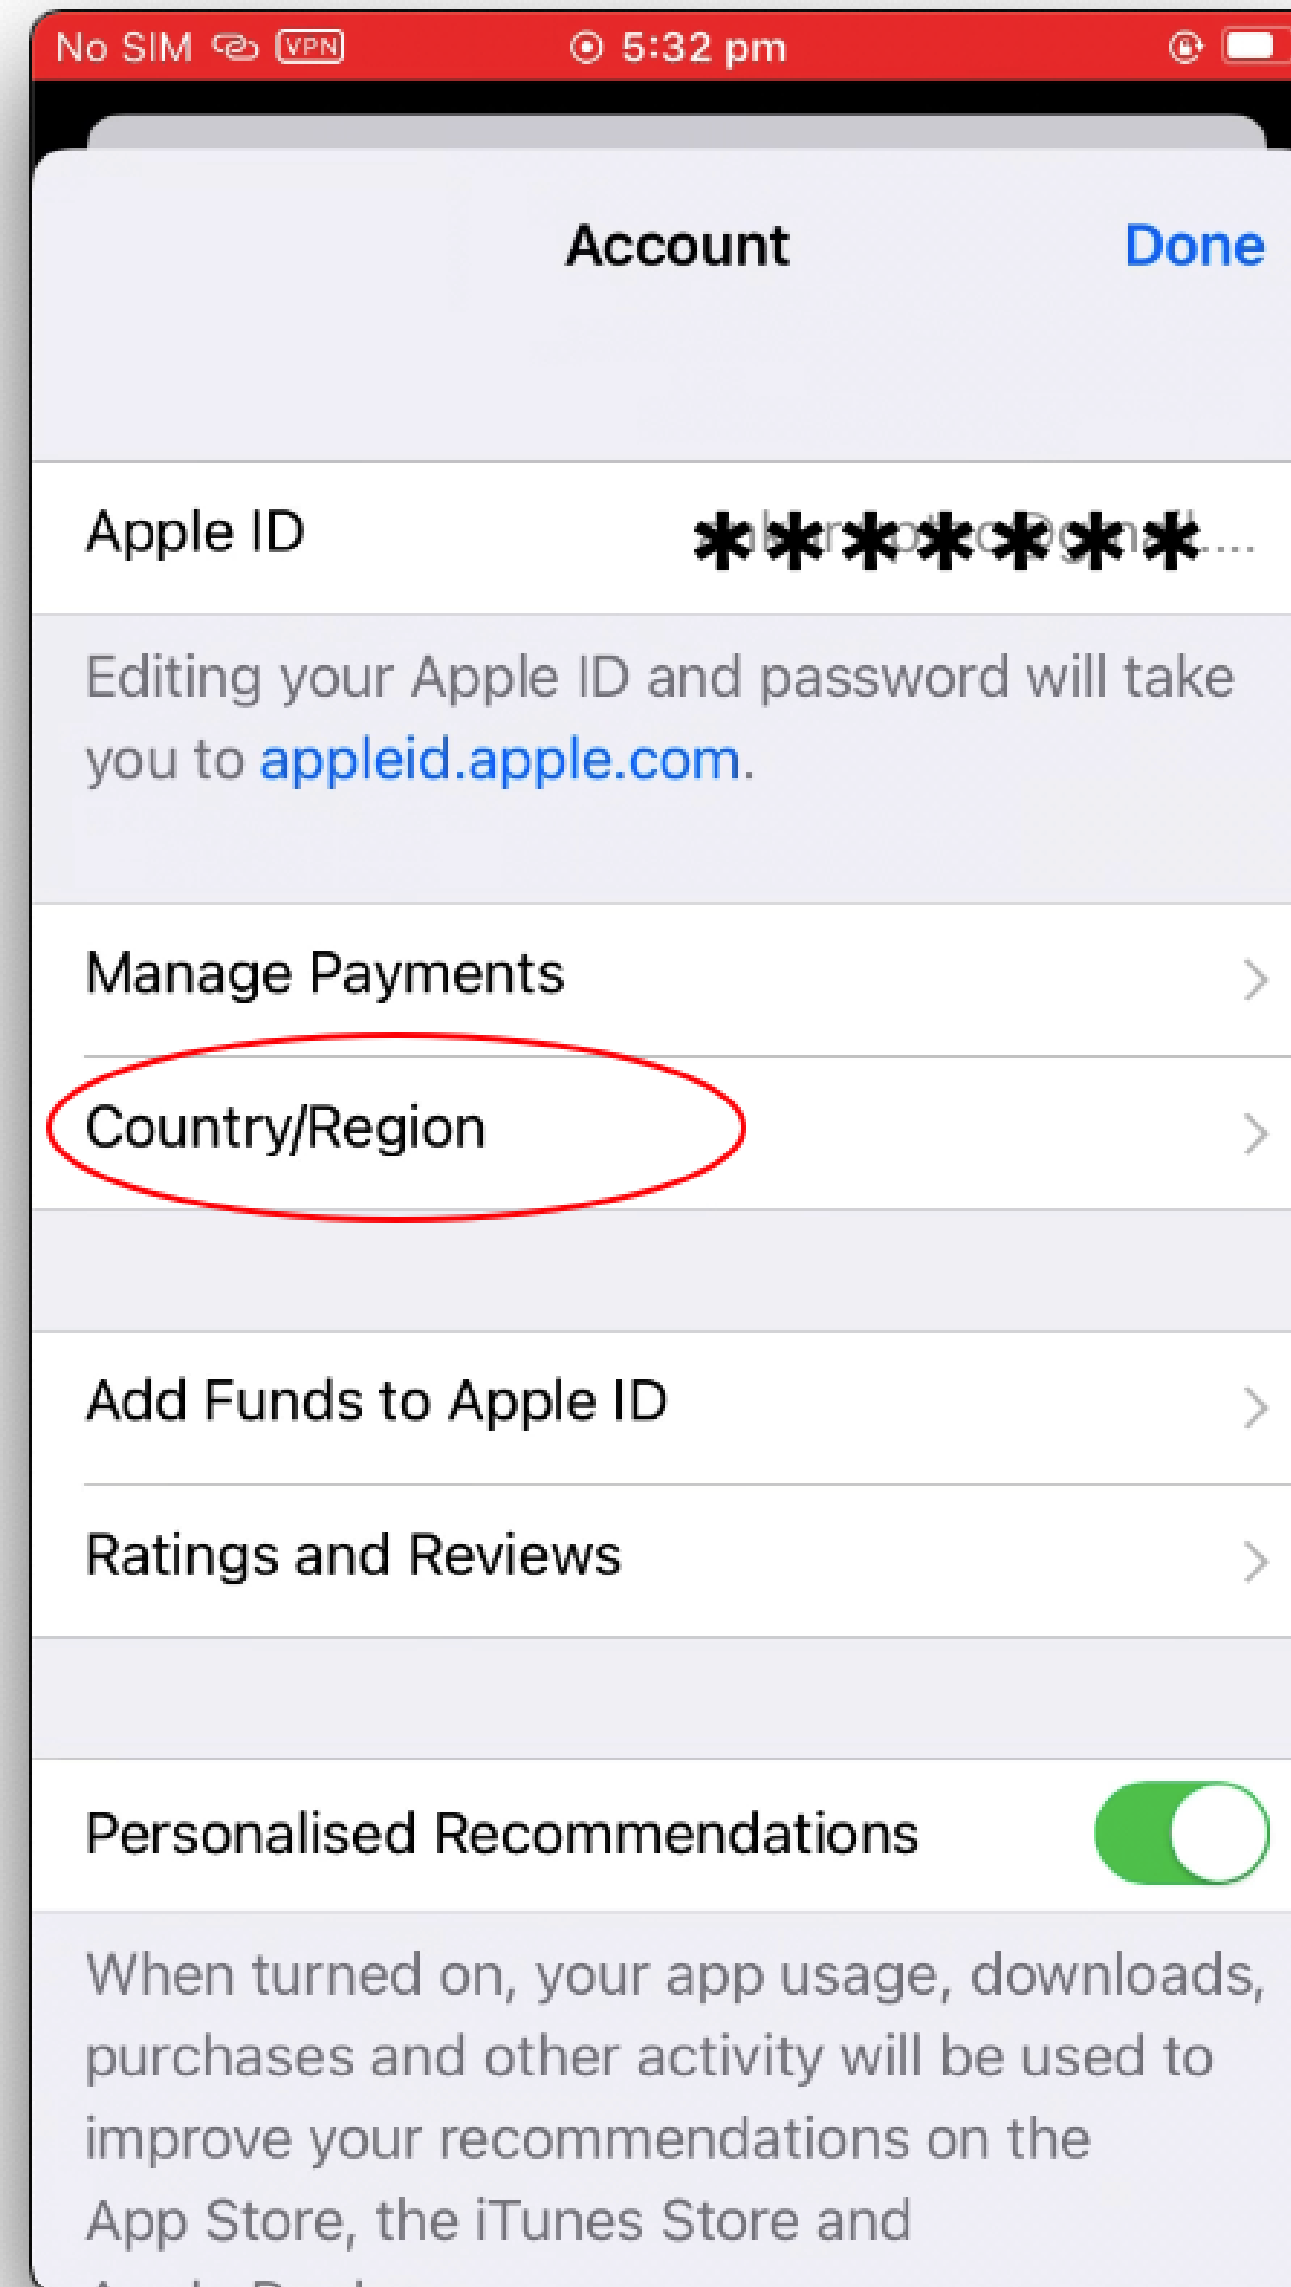 No SIM VPN 5:32 pm
Account Done
Apple ID
Editing your Apple ID and password will take
you to appleid.apple.com.
Manage Payments
Country/Region
Add Funds to Apple ID
Ratings and Reviews
Personalised Recommendations
When turned on, your app usage, downloads,
purchases and other activity will be used to
improve your recommendations on the
App Store, the iTunes Store and